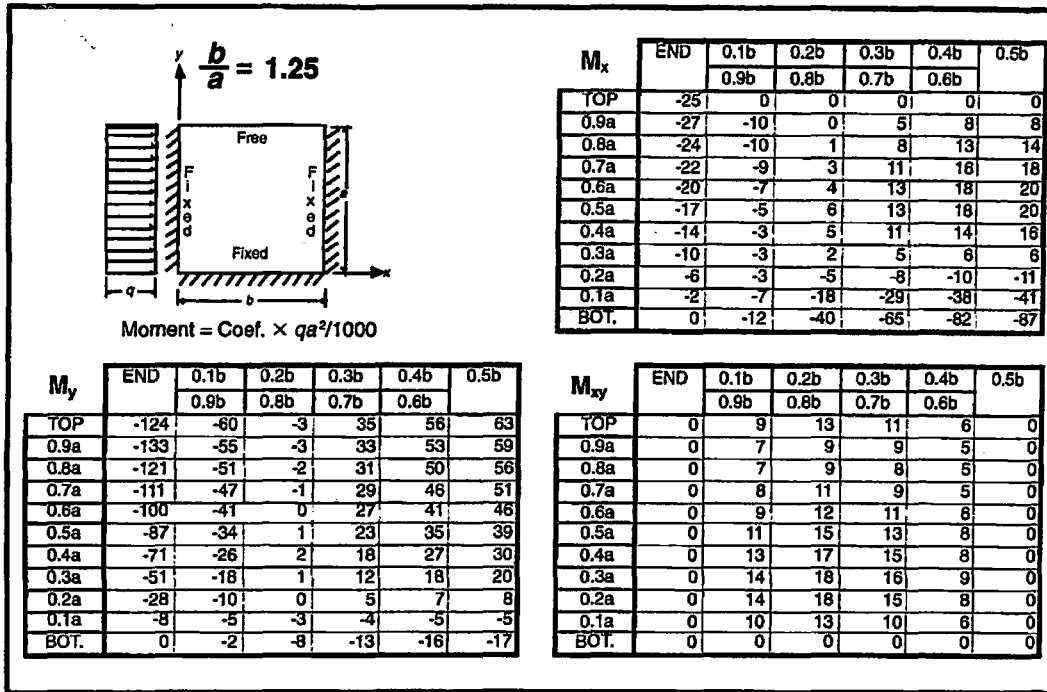 b/a = 1.25
y
Free
Fixed
Fixed
a
Fixed
x
q
b
Moment = Coef. × qa²/1000
Mx END 0.1b 0.2b 0.3b 0.4b 0.5b
0.9b 0.8b 0.7b 0.6b
TOP -25 0 0 0 0 0
0.9a -27 -10 0 5 8 8
0.8a -24 -10 1 8 13 14
0.7a -22 -9 3 11 16 18
0.6a -20 -7 4 13 18 20
0.5a -17 -5 6 13 18 20
0.4a -14 -3 5 11 14 16
0.3a -10 -3 2 5 6 6
0.2a -6 -3 -5 -8 -10 -11
0.1a -2 -7 -18 -29 -38 -41
BOT. 0 -12 -40 -65 -82 -87
My END 0.1b 0.2b 0.3b 0.4b 0.5b
0.9b 0.8b 0.7b 0.6b
TOP -124 -60 -3 35 56 63
0.9a -133 -55 -3 33 53 59
0.8a -121 -51 -2 31 50 56
0.7a -111 -47 -1 29 46 51
0.6a -100 -41 0 27 41 46
0.5a -87 -34 1 23 35 39
0.4a -71 -26 2 18 27 30
0.3a -51 -18 1 12 18 20
0.2a -28 -10 0 5 7 8
0.1a -8 -5 -3 -4 -5 -5
BOT. 0 -2 -8 -13 -16 -17
Mxy END 0.1b 0.2b 0.3b 0.4b 0.5b
0.9b 0.8b 0.7b 0.6b
TOP 0 9 13 11 6 0
0.9a 0 7 9 9 5 0
0.8a 0 7 9 8 5 0
0.7a 0 8 11 9 5 0
0.6a 0 9 12 11 6 0
0.5a 0 11 15 13 8 0
0.4a 0 13 17 15 8 0
0.3a 0 14 18 16 9 0
0.2a 0 14 18 15 8 0
0.1a 0 10 13 10 6 0
BOT. 0 0 0 0 0 0